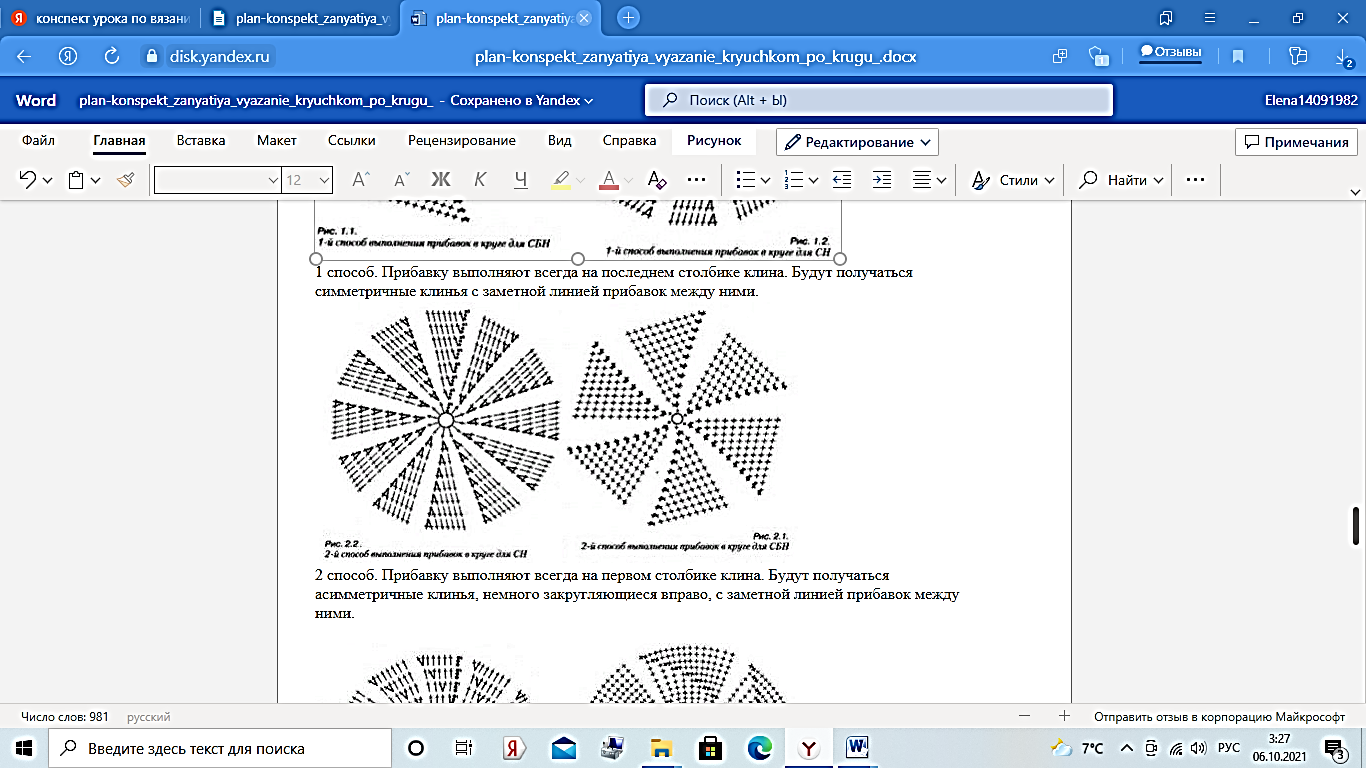 конспект урока по вязани
plan-konspekt_zanyatiya_v
plan-konspekt_zanyatiya
disk.yandex.ru
plan-konspekt_zanyatiya_vyazanie_kryuchkom_po_krugu_.docx
Отзывы
1
2
Word
plan-konspekt_zanyatiya_vyazanie_kryuchkom_po_krugu_ - Сохранено в Yandex
Поиск (Alt + Ы)
Elena14091982
Файл Главная Вставка Макет Ссылки Рецензирование Вид Справка Рисунок Редактирование Примечания
12 Ж К Ч А Стили Найти
Рис. 1.1.
1-й способ выполнения прибавок в круге для СБН
Рис. 1.2.
1-й способ выполнения прибавок в круге для СН
1 способ. Прибавку выполняют всегда на последнем столбике клина. Будут получаться
симметричные клинья с заметной линией прибавок между ними.
Рис. 2.2.
2-й способ выполнения прибавок в круге для СН
Рис. 2.1.
2-й способ выполнения прибавок в круге для СБН
2 способ. Прибавку выполняют всегда на первом столбике клина. Будут получаться
асимметричные клинья, немного закругляющиеся вправо, с заметной линией прибавок между
ними.
Число слов: 981 русский
Отправить отзыв в корпорацию Майкрософт
Введите здесь текст для поиска
7°C
РУС
3:27
06.10.2021
3